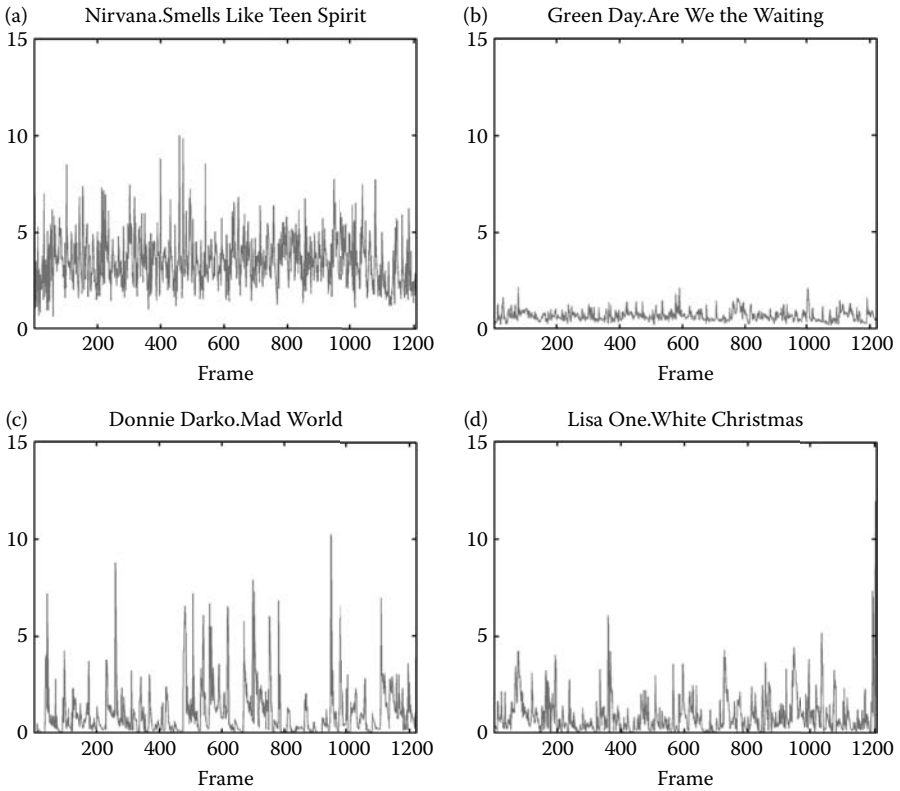 (a) Nirvana.Smells Like Teen Spirit
15
10
5
0
200 400 600 800 1000 1200
Frame
(b) Green Day.Are We the Waiting
15
10
5
0
200 400 600 800 1000 1200
Frame
(c) Donnie Darko.Mad World
15
10
5
0
200 400 600 800 1000 1200
Frame
(d) Lisa One.White Christmas
15
10
5
0
200 400 600 800 1000 1200
Frame